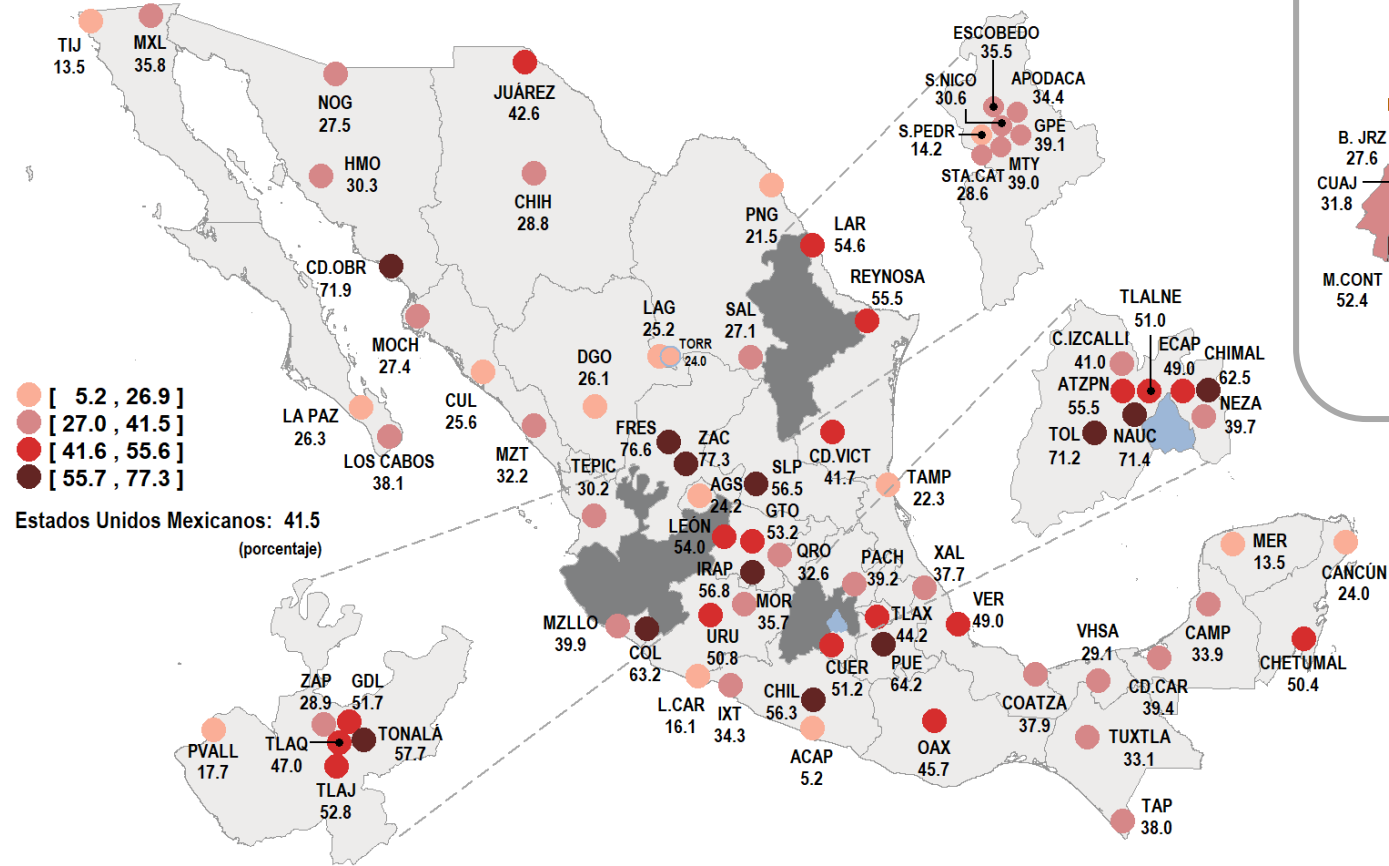 TIJ
13.5
MXL
35.8
NOG
27.5
HMO
30.3
JUÁREZ
42.6
CHIH
28.8
CD.OBR
71.9
MOCH
27.4
CUL
25.6
LA PAZ
26.3
LOS CABOS
38.1
MZT
32.2
DGO
26.1
LAG
25.2
TORR
24.0
SAL
27.1
PNG
21.5
LAR
54.6
REYNOSA
55.5
ESCOBEDO
35.5
S.NICO
30.6
APODACA
34.4
S.PEDR
14.2
GPE
39.1
MTY
39.0
STA.CAT
28.6
B. JRZ
27.6
CUAJ
31.8
M.CONT
52.4
TLALNE
51.0
C.IZCALLI
41.0
ECAP
49.0
CHIMAL
62.5
ATZPN
55.5
NEZA
39.7
TOL
71.2
NAUC
71.4
[ 5.2 , 26.9 ]
[ 27.0 , 41.5 ]
[ 41.6 , 55.6 ]
[ 55.7 , 77.3 ]
Estados Unidos Mexicanos: 41.5
(porcentaje)
FRES
76.6
ZAC
77.3
TEPIC
30.2
AGS
24.2
SLP
56.5
CD.VICT
41.7
TAMP
22.3
LEÓN
54.0
GTO
53.2
QRO
32.6
IRAP
56.8
PACH
39.2
XAL
37.7
MOR
35.7
TLAX
44.2
VER
49.0
MZLLO
39.9
COL
63.2
URU
50.8
CUER
51.2
PUE
64.2
L.CAR
16.1
IXT
34.3
CHIL
56.3
ACAP
5.2
OAX
45.7
COATZA
37.9
VHSA
29.1
CD.CAR
39.4
CAMP
33.9
MER
13.5
CANCÚN
24.0
CHETUMAL
50.4
TUXTLA
33.1
TAP
38.0
ZAP
28.9
GDL
51.7
PVALL
17.7
TLAQ
47.0
TONALÁ
57.7
TLAJ
52.8